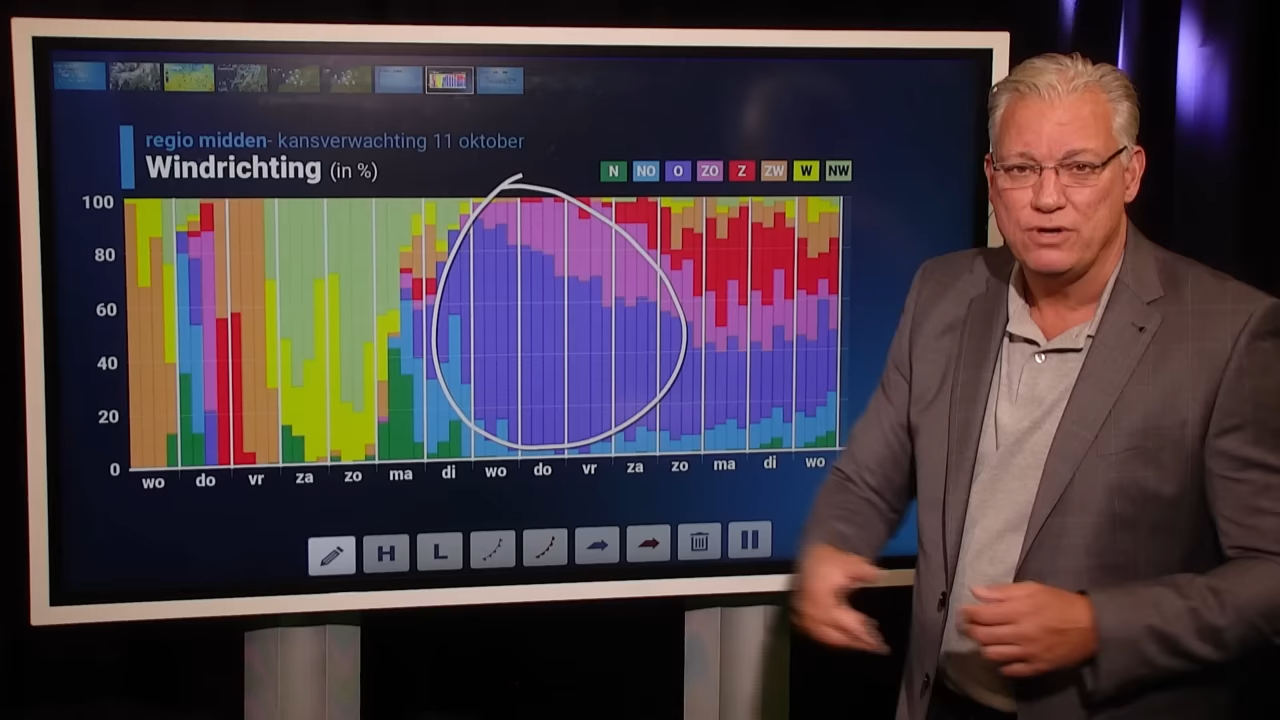 regio midden- kansverwachting 11 oktober
Windrichting (in %)
N NO O ZO Z ZW W NW
100
80
60
40
20
0
wo do vr za zo ma di wo do vr za zo ma di wo
H L